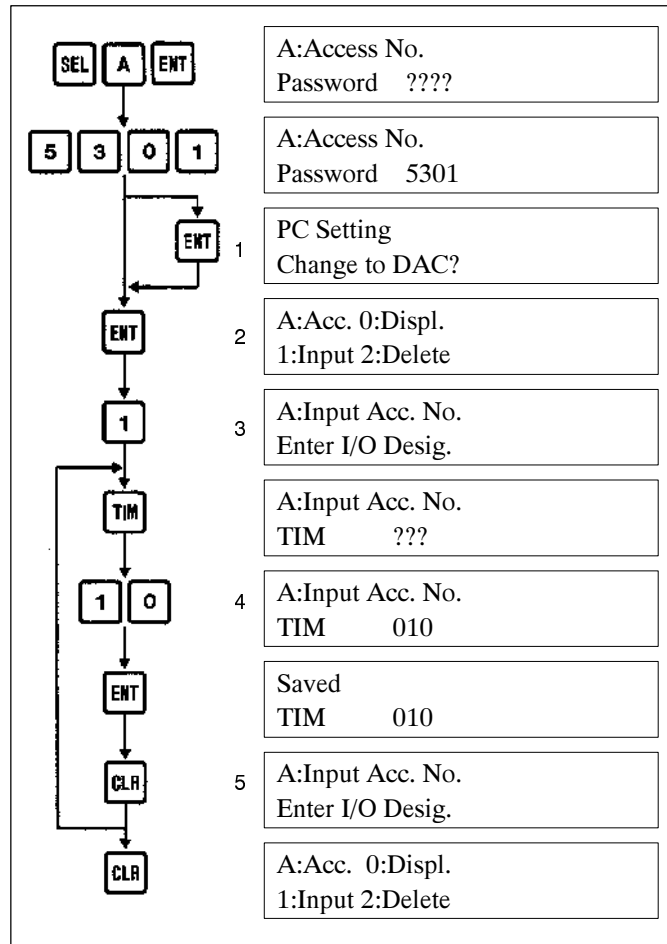 SEL A ENT
A:Access No.
Password ????
5 3 0 1
A:Access No.
Password 5301
ENT
1
PC Setting
Change to DAC?
ENT
2
A:Acc. 0:Displ.
1:Input 2:Delete
1
3
A:Input Acc. No.
Enter I/O Desig.
TIM
A:Input Acc. No.
TIM ???
1 0
4
A:Input Acc. No.
TIM 010
ENT
Saved
TIM 010
CLR
5
A:Input Acc. No.
Enter I/O Desig.
CLR
A:Acc. 0:Displ.
1:Input 2:Delete